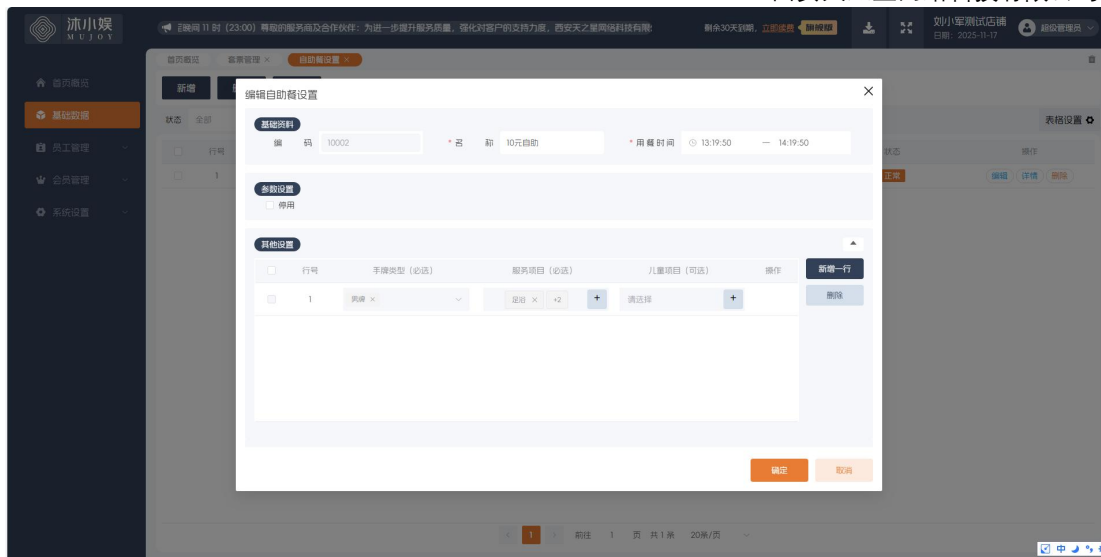 沐小娱
MUJOY
晚间11时 (23:00) 尊敬的服务商及合作伙伴：为进一步提升服务质量，强化对客户的支持力度，西安天之星网络科技有限
剩余30天到期，立即续费
刘小军测试店铺
日期：2025-11-17
超级管理员
首页概览
套票管理 ×
自助餐设置 ×
首页概览
基础数据
员工管理
会员管理
系统设置
新增
状态 全部
表格设置
行号
状态
操作
1
正常
编辑 详情 删除
编辑自助餐设置
基础资料
编 码 10002 * 名 称 10元自助 * 用餐时间 13:19:50 — 14:19:50
参数设置
停用
其他设置
行号 手牌类型 (必选) 服务项目 (必选) 儿童项目 (可选) 操作
新增一行
1 男牌 × 足浴 × +2 + 请选择 +
删除
确定 取消
1 前往 1 页 共1条 20条/页
中